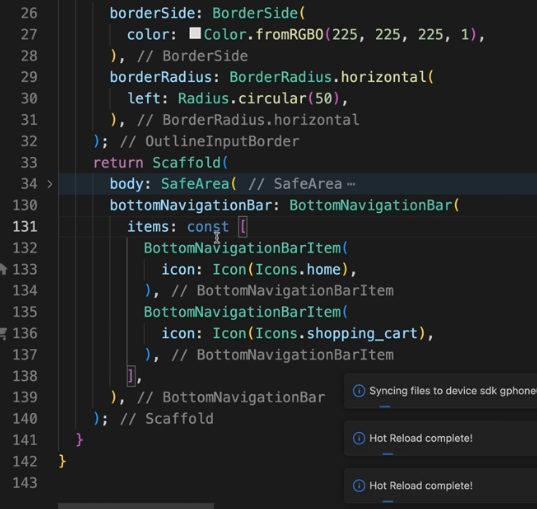 26 borderSide: BorderSide(
27 color: Color.fromRGBO(225, 225, 225, 1),
28 ), // BorderSide
29 borderRadius: BorderRadius.horizontal(
30 left: Radius.circular(50),
31 ), // BorderRadius.horizontal
32 ); // OutlineInputBorder
33 return Scaffold(
34 body: SafeArea( // SafeArea ⋯
130 bottomNavigationBar: BottomNavigationBar(
131 items: const [
132 BottomNavigationBarItem(
133 icon: Icon(Icons.home),
134 ), // BottomNavigationBarItem
135 BottomNavigationBarItem(
136 icon: Icon(Icons.shopping_cart),
137 ), // BottomNavigationBarItem
138 ],
139 ), // BottomNavigationBar
140 ); // Scaffold
141 }
142 }
143
Syncing files to device sdk gphone
Hot Reload complete!
Hot Reload complete!